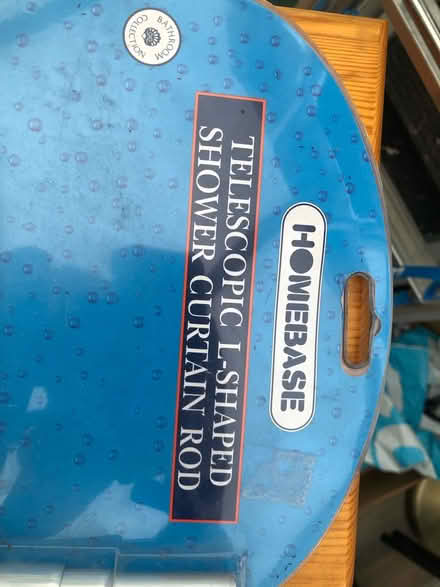 HOMEBASE
TELESCOPIC L-SHAPED
SHOWER CURTAIN ROD
BATHROOM
COLLECTION